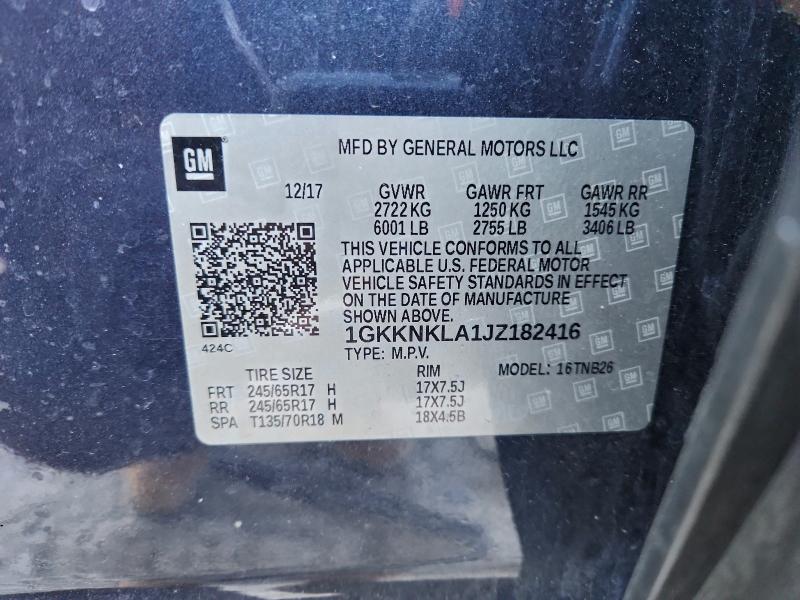 GM
MFD BY GENERAL MOTORS LLC
12/17 GVWR GAWR FRT GAWR RR
2722 KG 1250 KG 1545 KG
6001 LB 2755 LB 3406 LB
THIS VEHICLE CONFORMS TO ALL
APPLICABLE U.S. FEDERAL MOTOR
VEHICLE SAFETY STANDARDS IN EFFECT
ON THE DATE OF MANUFACTURE
SHOWN ABOVE.
1GKKNKLA1JZ182416
424C
TYPE: M.P.V. MODEL: 16TNB26
TIRE SIZE RIM
FRT 245/65R17 H 17X7.5J
RR 245/65R17 H 17X7.5J
SPA T135/70R18 M 18X4.5B